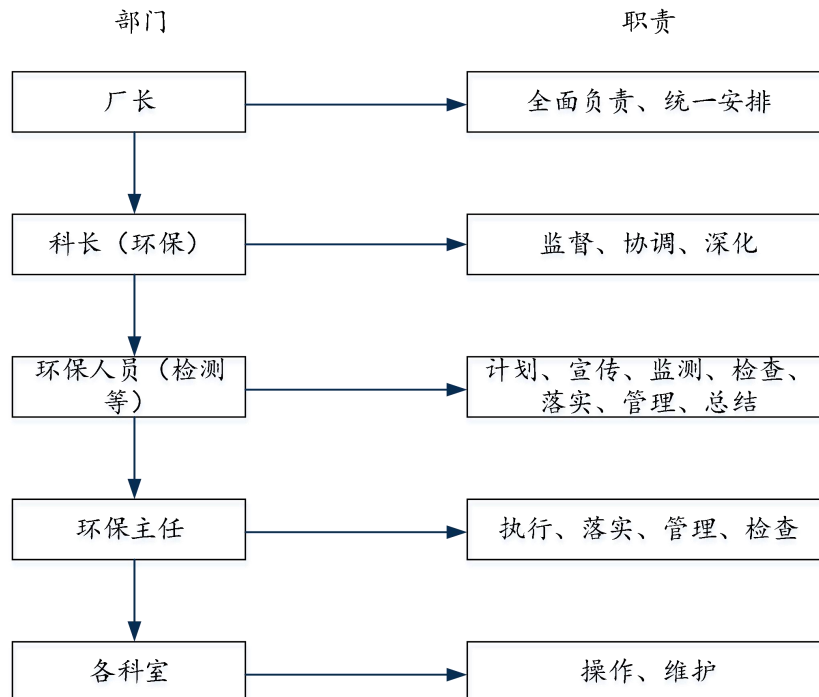 部门
职责
厂长
全面负责、统一安排
科长（环保）
监督、协调、深化
环保人员（检测
等）
计划、宣传、监测、检查、
落实、管理、总结
环保主任
执行、落实、管理、检查
各科室
操作、维护